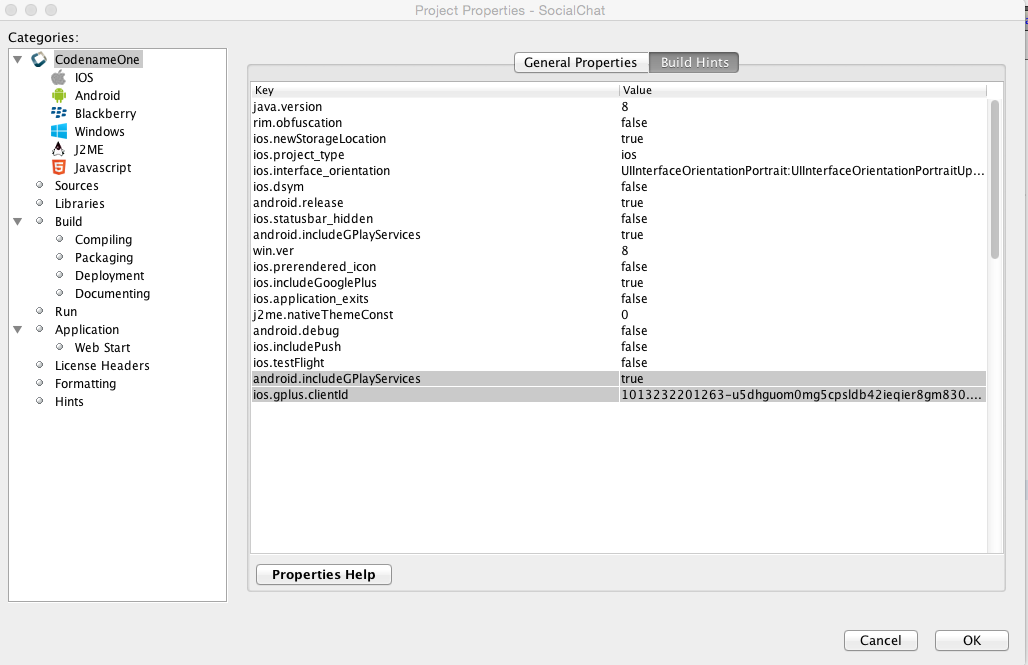 Project Properties - SocialChat
Categories:
CodenameOne
IOS
Android
Blackberry
Windows
J2ME
Javascript
Sources
Libraries
Build
Compiling
Packaging
Deployment
Documenting
Run
Application
Web Start
License Headers
Formatting
Hints
General Properties Build Hints
Key Value
java.version 8
rim.obfuscation false
ios.newStorageLocation true
ios.project_type ios
ios.interface_orientation UIInterfaceOrientationPortrait:UIInterfaceOrientationPortraitUp...
ios.dsym false
android.release true
ios.statusbar_hidden false
android.includeGPlayServices true
win.ver 8
ios.prerendered_icon false
ios.includeGooglePlus true
ios.application_exits false
j2me.nativeThemeConst 0
android.debug false
ios.includePush false
ios.testFlight false
android.includeGPlayServices true
ios.gplus.clientId 1013232201263-u5dhguom0mg5cpsldb42ieqier8gm830....
Properties Help
Cancel OK